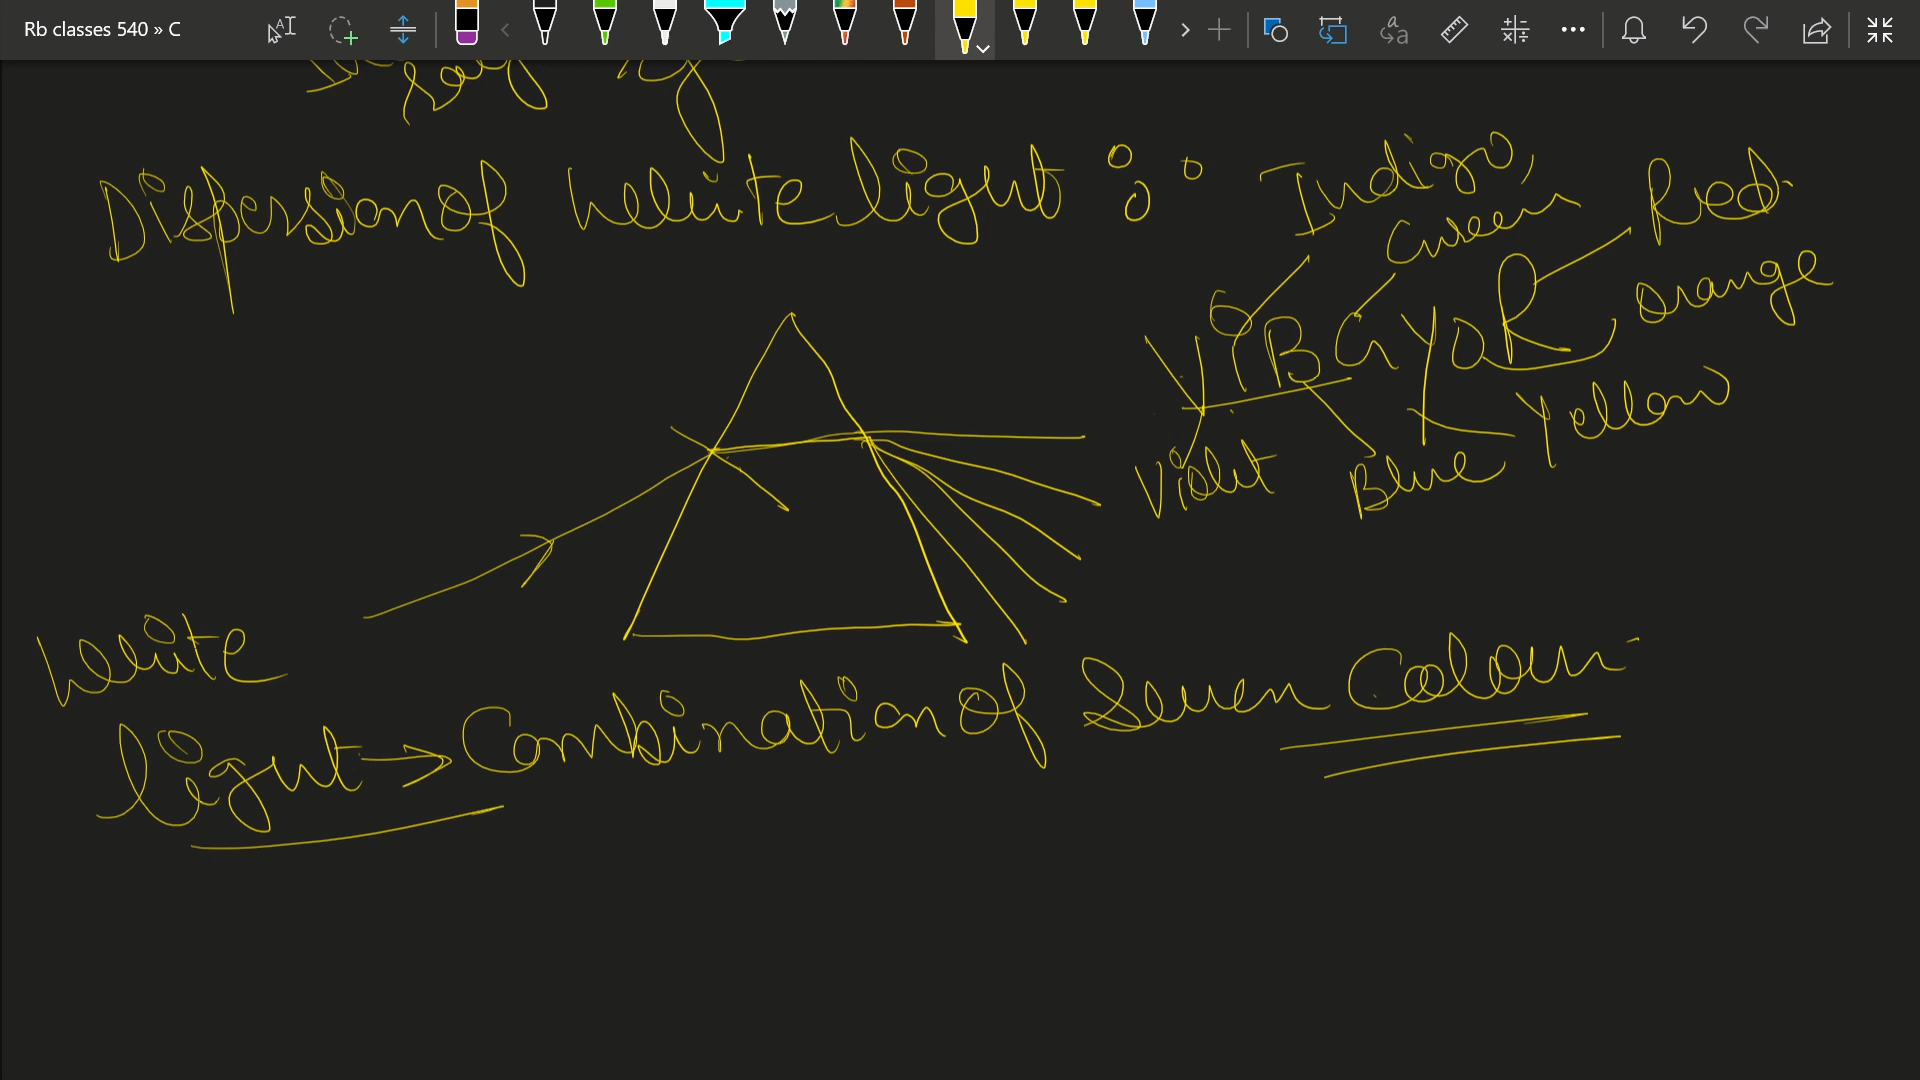 Rb classes 540 » C
Dispersion of white light :
Indigo,
Green
Red
VIBGYOR
orange
Yellow
Violet
Blue
White
light → Combination of Seven Colour